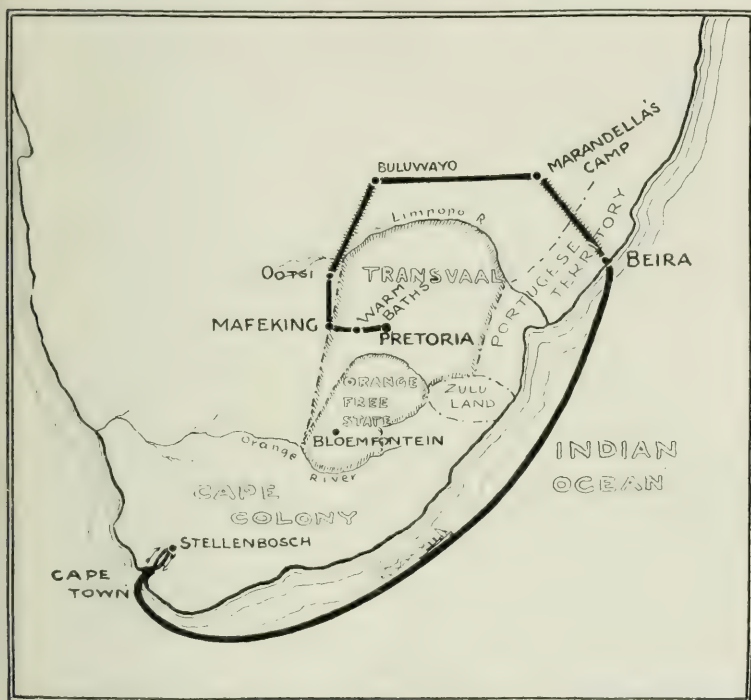 MARANDELLA'S
CAMP
BULUWAYO
Limpopo R
OOTSI
TRANSVAAL
PORTUGESE
TERRITORY
BEIRA
WARM
BATHS
MAFEKING
PRETORIA
ORANGE
FREE
STATE
ZULU
LAND
BLOEMFONTEIN
Orange
River
INDIAN
OCEAN
CAPE
COLONY
STELLENBOSCH
CAPE
TOWN